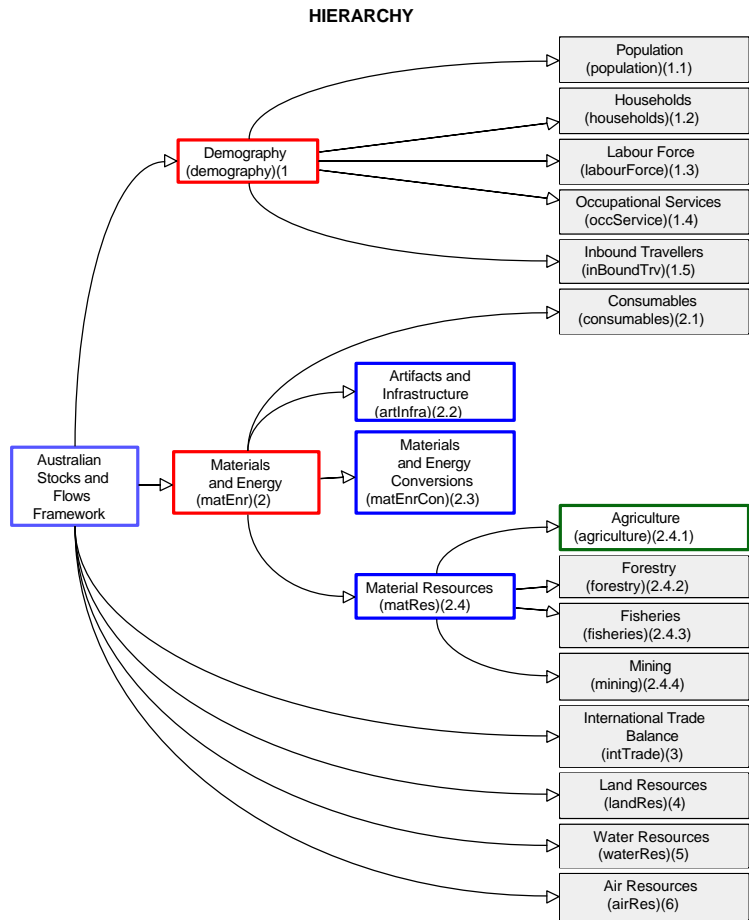 HIERARCHY
Population
(population)(1.1)
Households
(households)(1.2)
Demography
(demography)(1
Labour Force
(labourForce)(1.3)
Occupational Services
(occService)(1.4)
Inbound Travellers
(inBoundTrv)(1.5)
Consumables
(consumables)(2.1)
Artifacts and
Infrastructure
(artInfra)(2.2)
Australian
Stocks and
Flows
Framework
Materials
and Energy
(matEnr)(2)
Materials
and Energy
Conversions
(matEnrCon)(2.3)
Agriculture
(agriculture)(2.4.1)
Material Resources
(matRes)(2.4)
Forestry
(forestry)(2.4.2)
Fisheries
(fisheries)(2.4.3)
Mining
(mining)(2.4.4)
International Trade
Balance
(intTrade)(3)
Land Resources
(landRes)(4)
Water Resources
(waterRes)(5)
Air Resources
(airRes)(6)